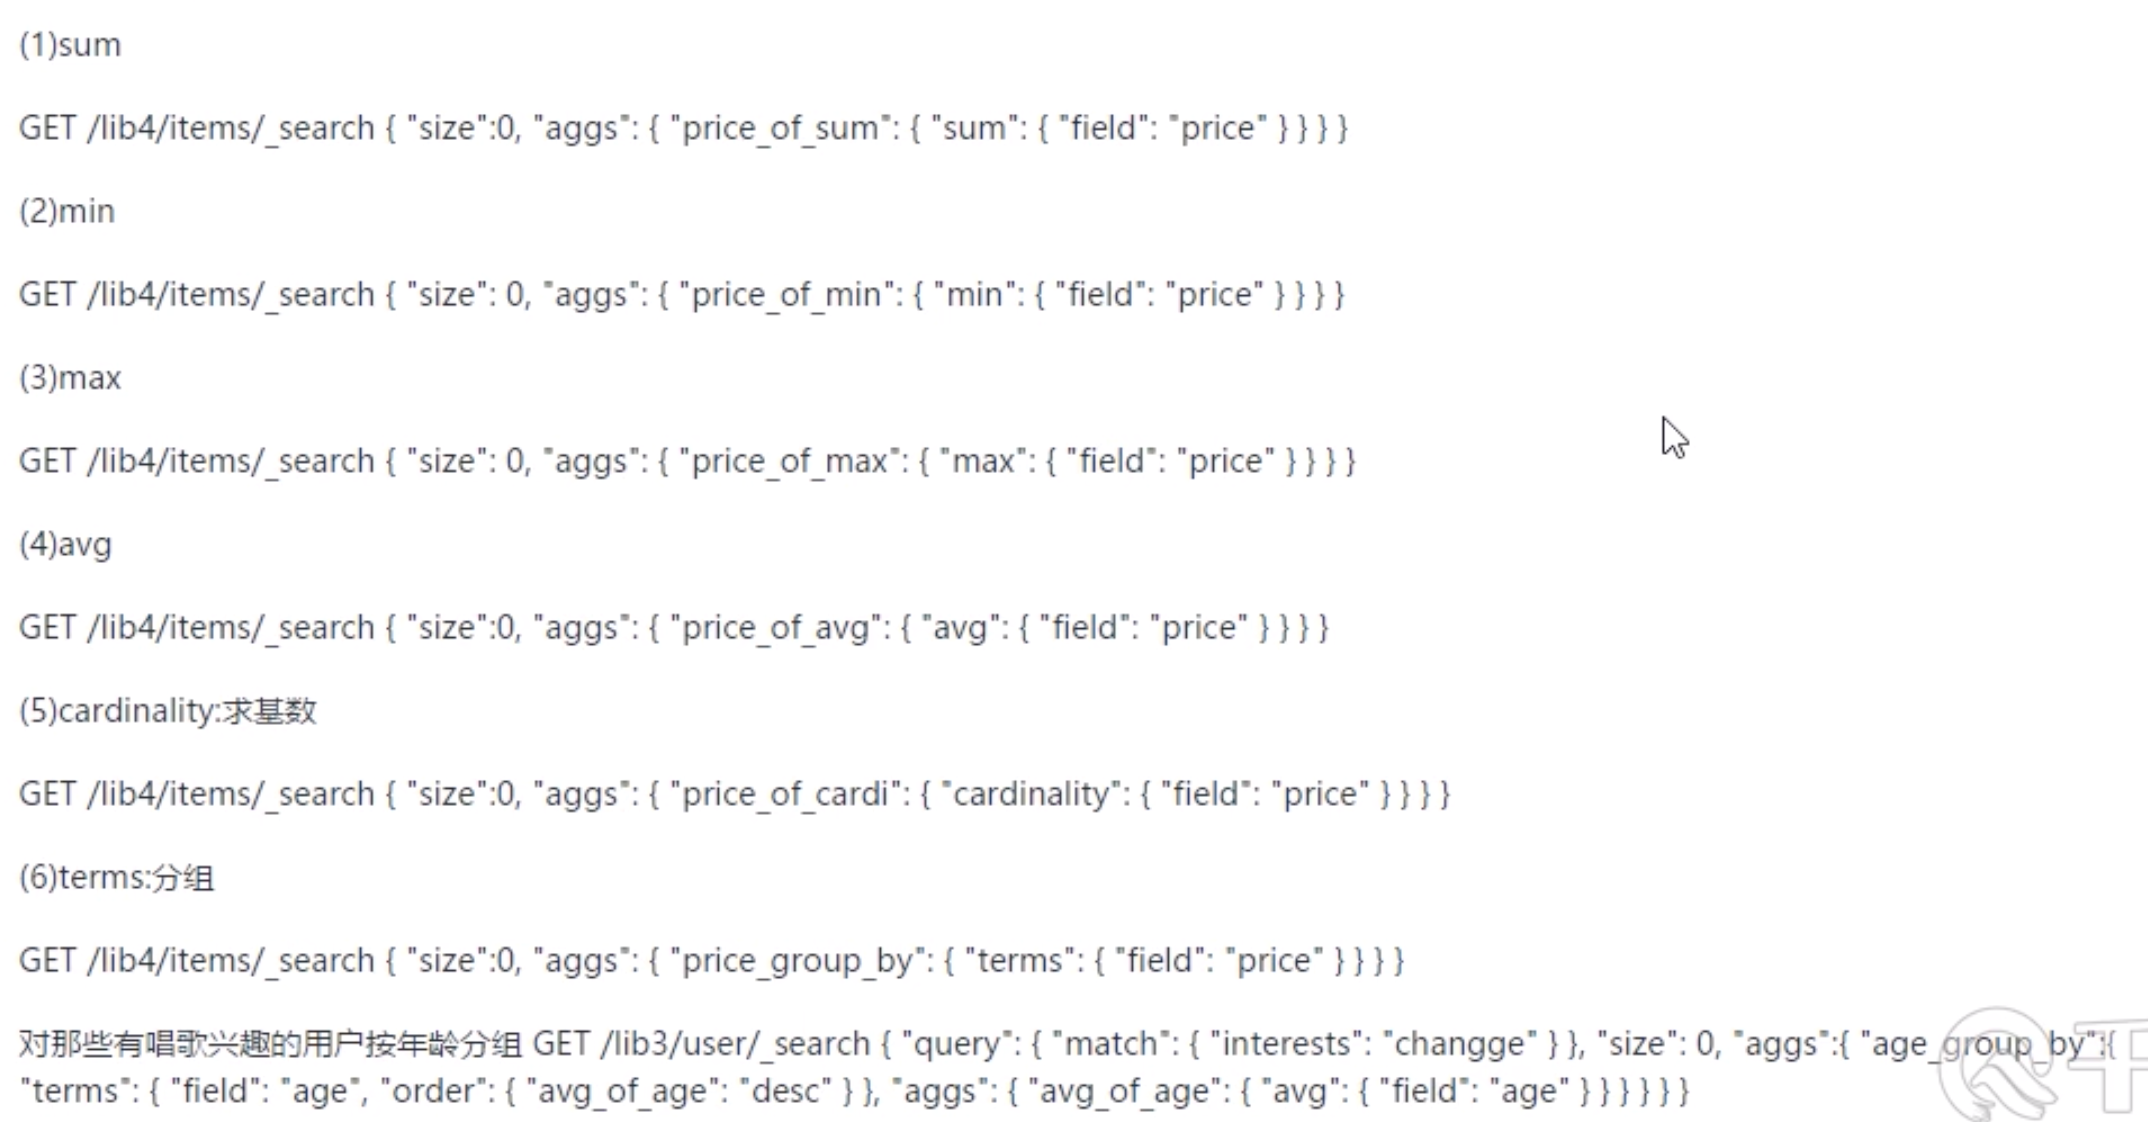 (1)sum
GET /lib4/items/_search { "size":0, "aggs": { "price_of_sum": { "sum": { "field": "price" } } } }
(2)min
GET /lib4/items/_search { "size": 0, "aggs": { "price_of_min": { "min": { "field": "price" } } } }
(3)max
GET /lib4/items/_search { "size": 0, "aggs": { "price_of_max": { "max": { "field": "price" } } } }
(4)avg
GET /lib4/items/_search { "size":0, "aggs": { "price_of_avg": { "avg": { "field": "price" } } } }
(5)cardinality:求基数
GET /lib4/items/_search { "size":0, "aggs": { "price_of_cardi": { "cardinality": { "field": "price" } } } }
(6)terms:分组
GET /lib4/items/_search { "size":0, "aggs": { "price_group_by": { "terms": { "field": "price" } } } }
对那些有唱歌兴趣的用户按年龄分组 GET /lib3/user/_search { "query": { "match": { "interests": "changge" } }, "size": 0, "aggs":{ "age_group_by":{
"terms": { "field": "age", "order": { "avg_of_age": "desc" } }, "aggs": { "avg_of_age": { "avg": { "field": "age" } } } } } }
千